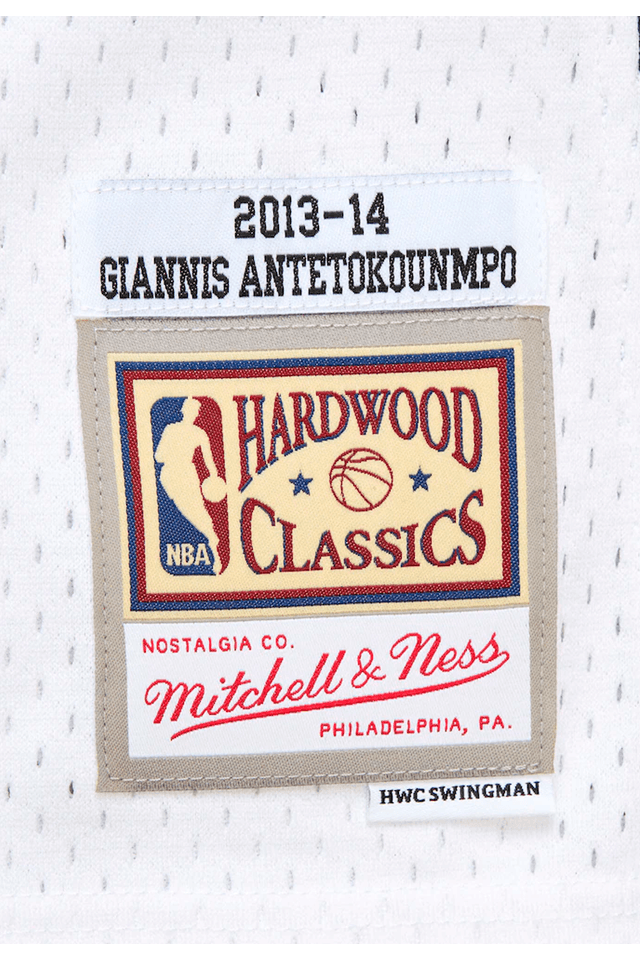 2013-14
GIANNIS ANTETOKOUNMPO
HARDWOOD
CLASSICS
NBA
NOSTALGIA CO.
Mitchell & Ness
PHILADELPHIA, PA.
HWC SWINGMAN